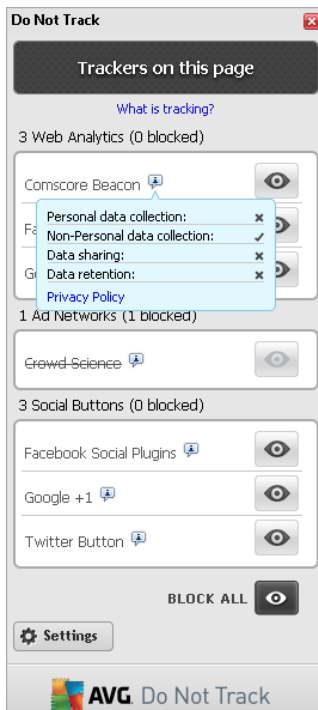 Do Not Track
Trackers on this page
What is tracking?
3 Web Analytics (0 blocked)
Comscore Beacon
Fa
Personal data collection:
Non-Personal data collection:
Data sharing:
Go
Data retention:
Privacy Policy
1 Ad Networks (1 blocked)
Crowd Science
3 Social Buttons (0 blocked)
Facebook Social Plugins
Google +1
Twitter Button
BLOCK ALL
Settings
AVG. Do Not Track